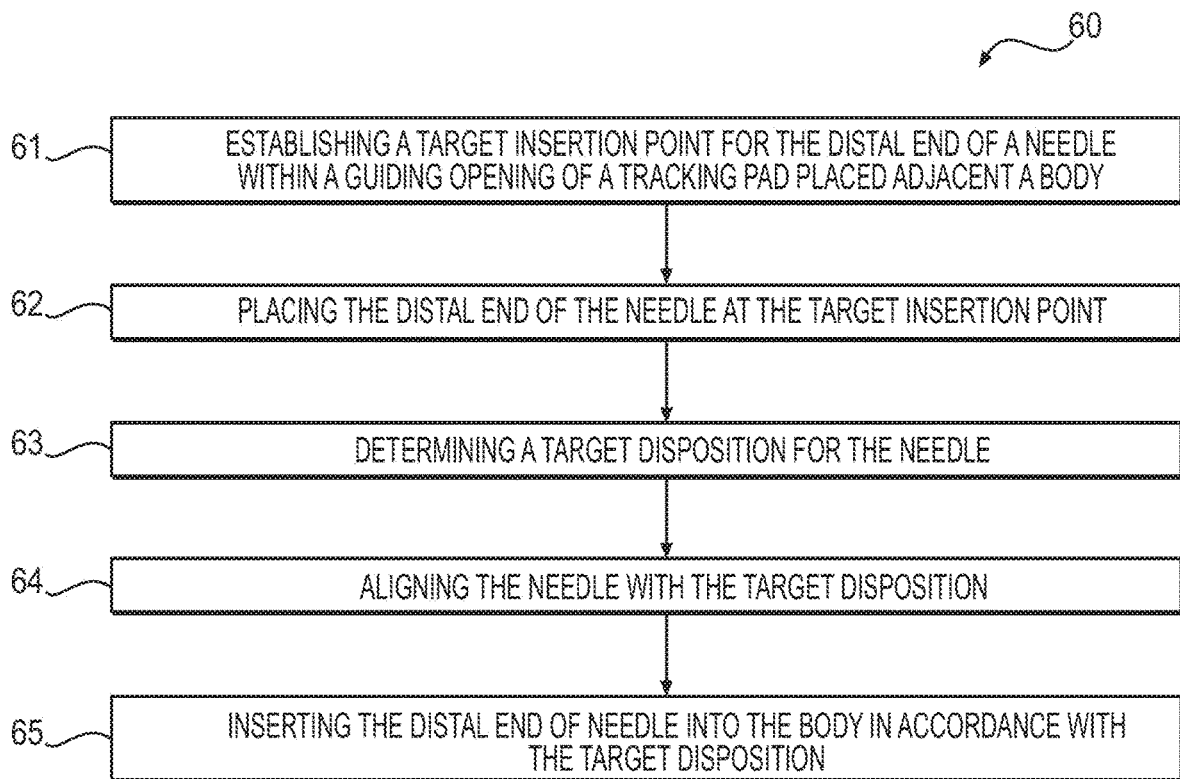 60
61
ESTABLISHING A TARGET INSERTION POINT FOR THE DISTAL END OF A NEEDLE
WITHIN A GUIDING OPENING OF A TRACKING PAD PLACED ADJACENT A BODY
62
PLACING THE DISTAL END OF THE NEEDLE AT THE TARGET INSERTION POINT
63
DETERMINING A TARGET DISPOSITION FOR THE NEEDLE
64
ALIGNING THE NEEDLE WITH THE TARGET DISPOSITION
65
INSERTING THE DISTAL END OF NEEDLE INTO THE BODY IN ACCORDANCE WITH
THE TARGET DISPOSITION